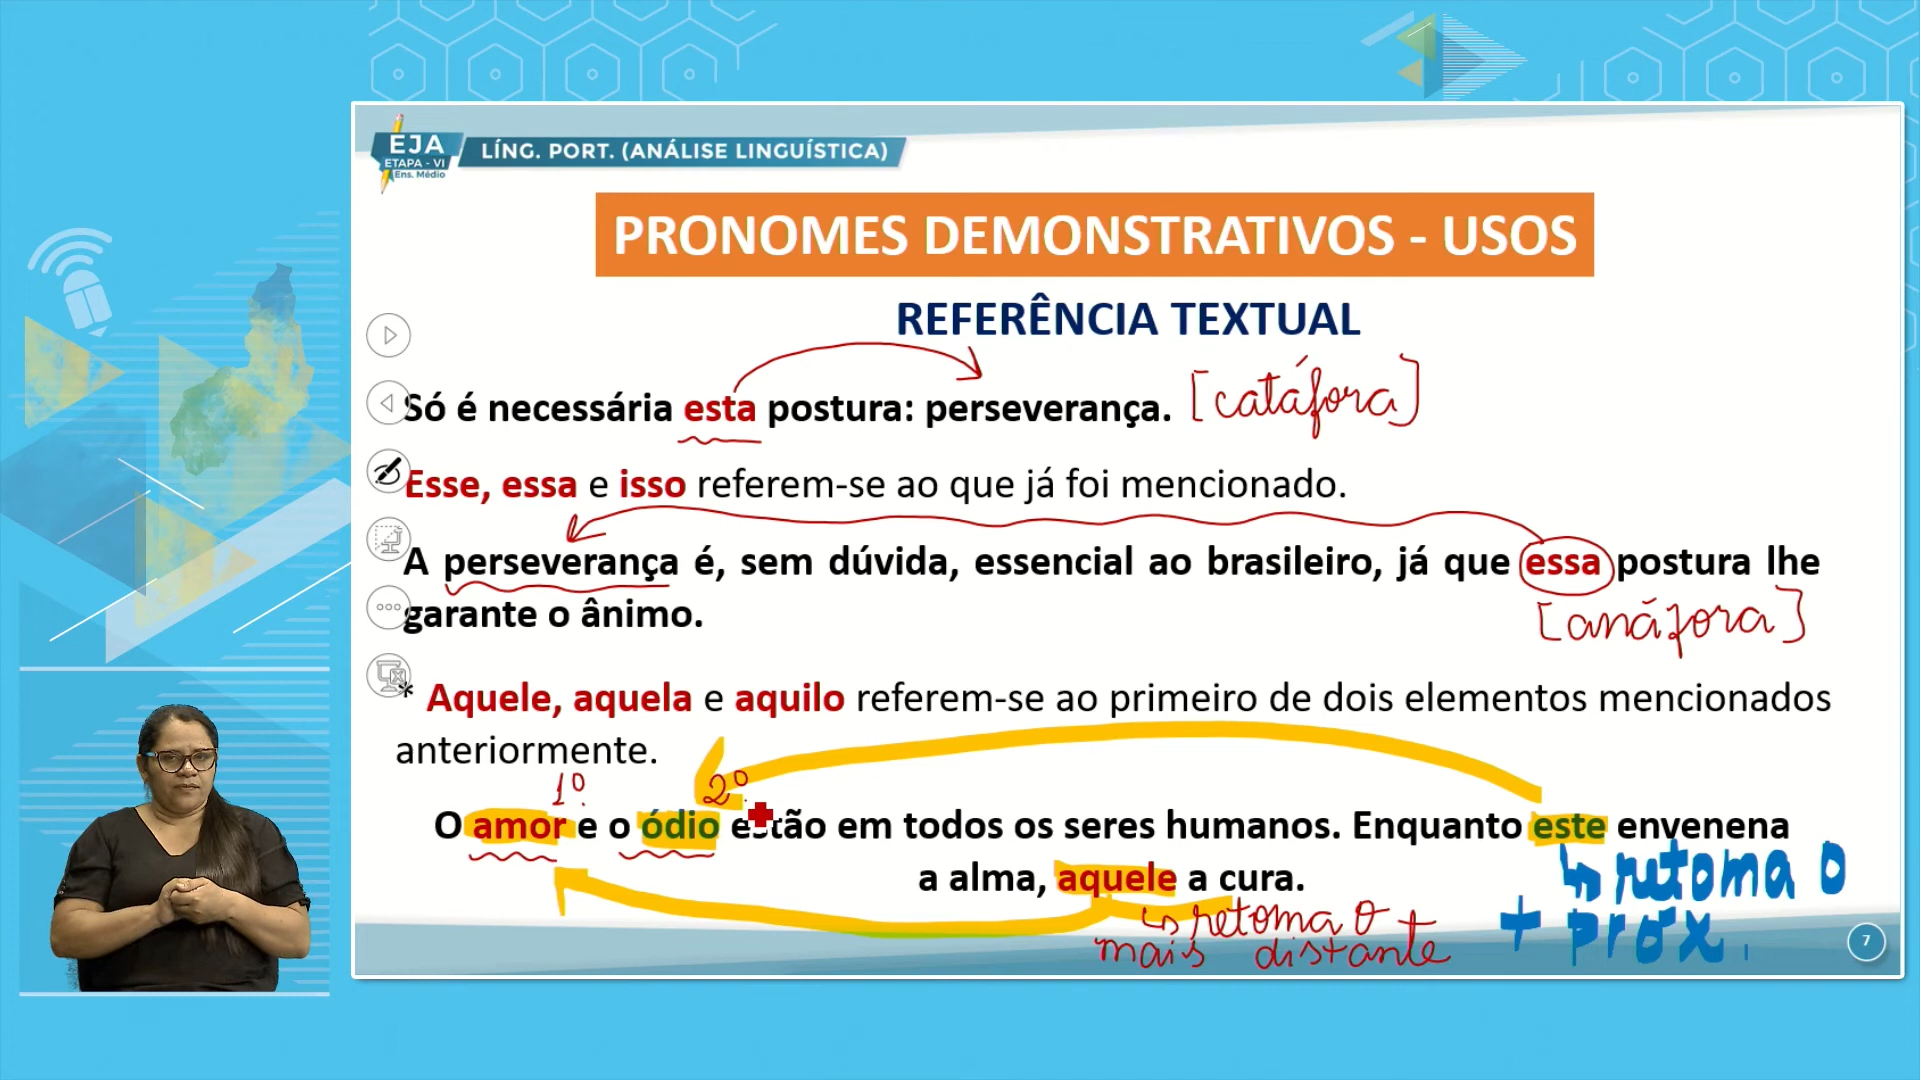 EJA
ETAPA - VI
Ens. Médio
LÍNG. PORT. (ANÁLISE LINGUÍSTICA)
PRONOMES DEMONSTRATIVOS - USOS
REFERÊNCIA TEXTUAL
Só é necessária esta postura: perseverança. [catáfora]
Esse, essa e isso referem-se ao que já foi mencionado.
A perseverança é, sem dúvida, essencial ao brasileiro, já que essa postura lhe
garante o ânimo.
[anáfora]
* Aquele, aquela e aquilo referem-se ao primeiro de dois elementos mencionados
anteriormente.
1º 2º
O amor e o ódio estão em todos os seres humanos. Enquanto este envenena
a alma, aquele a cura.
retoma o
+ próx.
retoma o +
mais distante
7